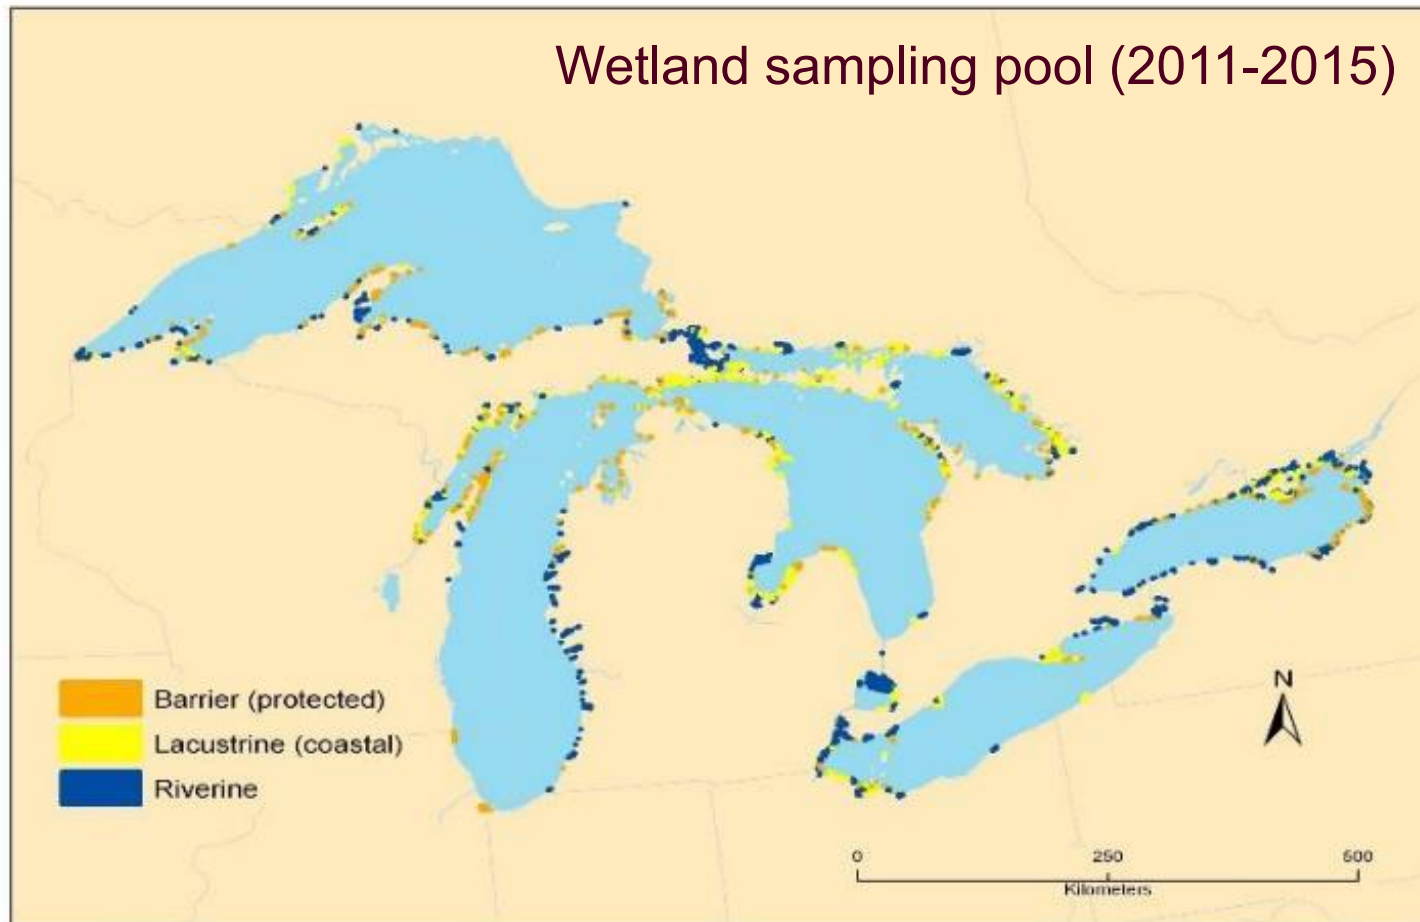 Wetland sampling pool (2011-2015)
Barrier (protected)
Lacustrine (coastal)
Riverine
N
0 250 500
Kilometers